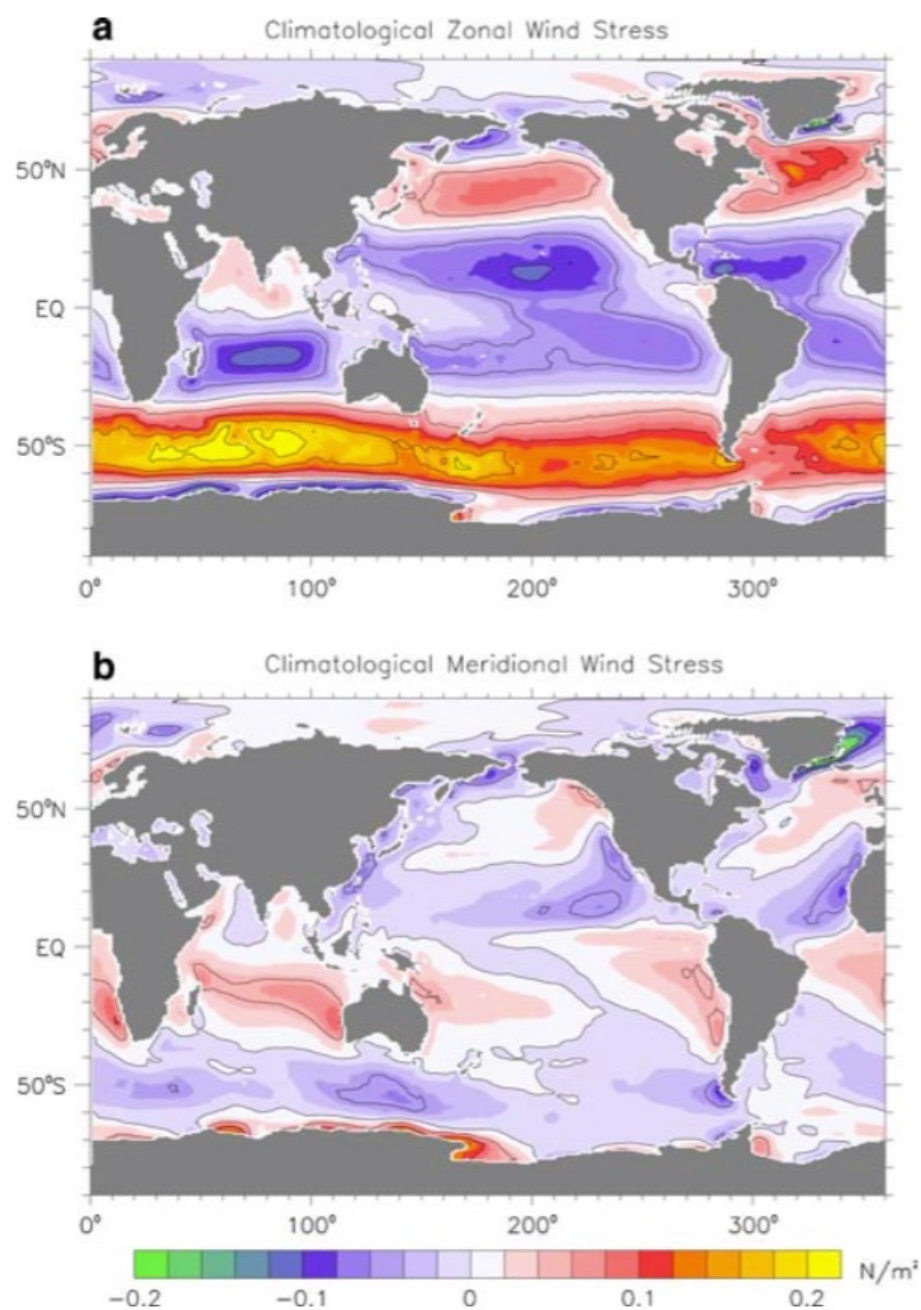 a
Climatological Zonal Wind Stress
50°N
EQ
50°S
0° 100° 200° 300°
b
Climatological Meridional Wind Stress
50°N
EQ
50°S
0° 100° 200° 300°
N/m²
-0.2 -0.1 0 0.1 0.2